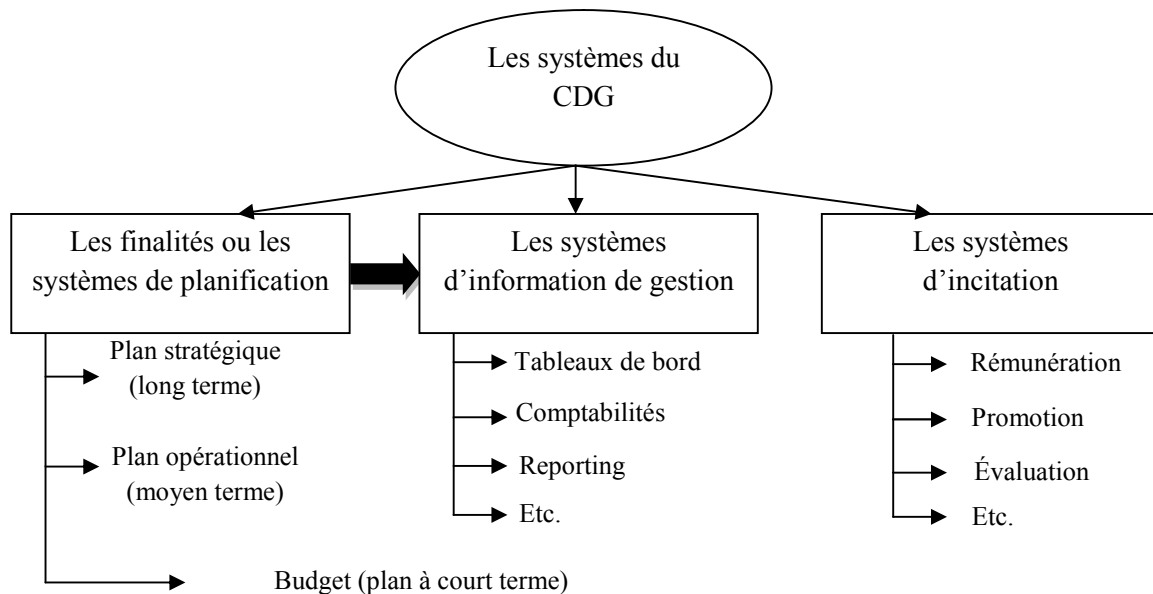 Les systèmes du
CDG
Les finalités ou les
systèmes de planification
Les systèmes
d’information de gestion
Les systèmes
d’incitation
Plan stratégique
(long terme)
Plan opérationnel
(moyen terme)
Budget (plan à court terme)
Tableaux de bord
Comptabilités
Reporting
Etc.
Rémunération
Promotion
Évaluation
Etc.